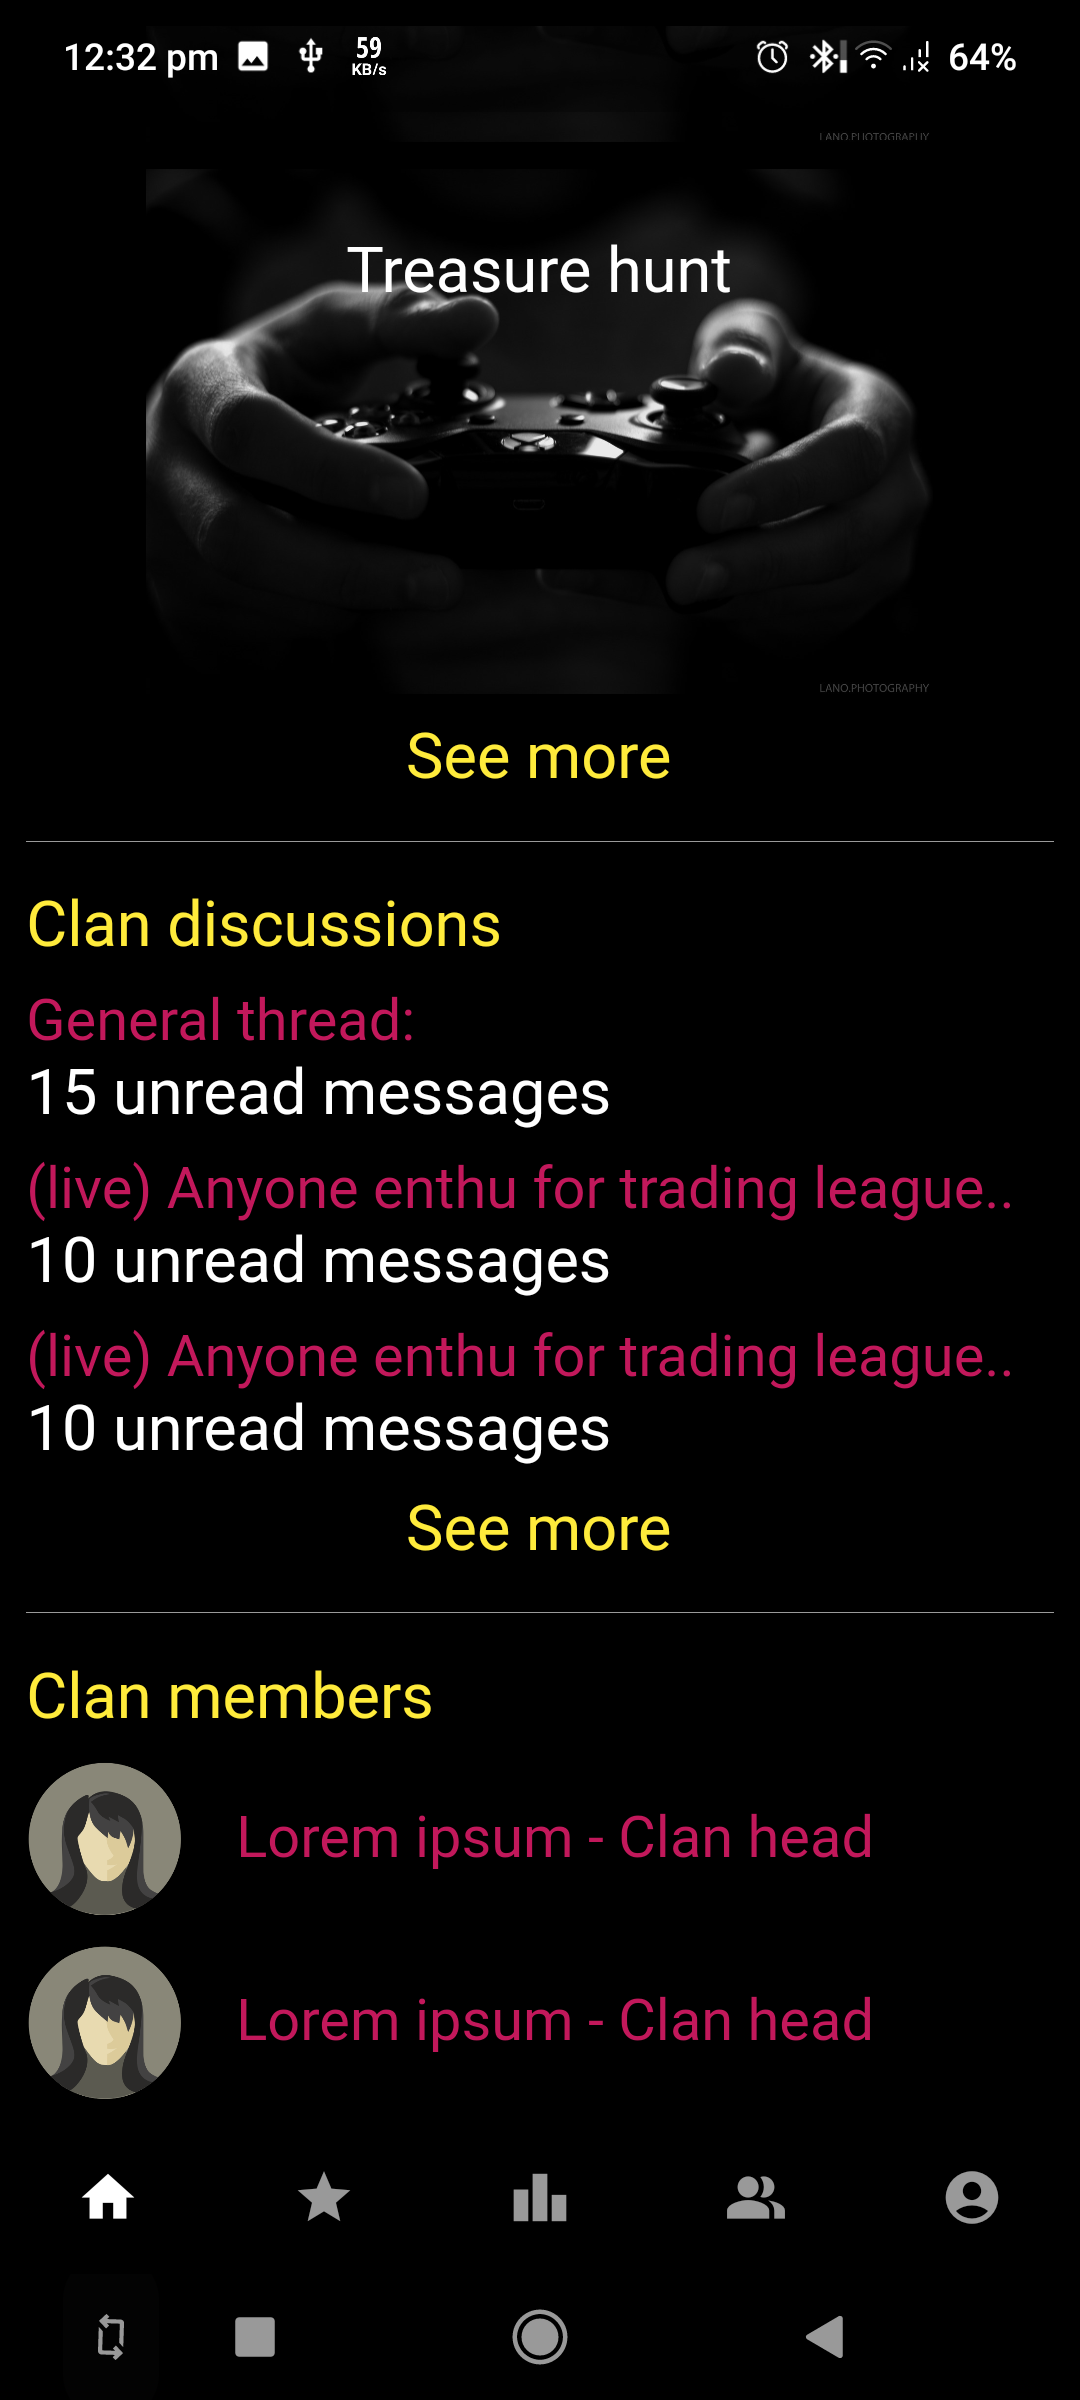 12:32 pm 59 KB/s 64%
LANO.PHOTOGRAPHY
Treasure hunt
LANO.PHOTOGRAPHY
See more
Clan discussions
General thread:
15 unread messages
(live) Anyone enthu for trading league..
10 unread messages
(live) Anyone enthu for trading league..
10 unread messages
See more
Clan members
Lorem ipsum - Clan head
Lorem ipsum - Clan head